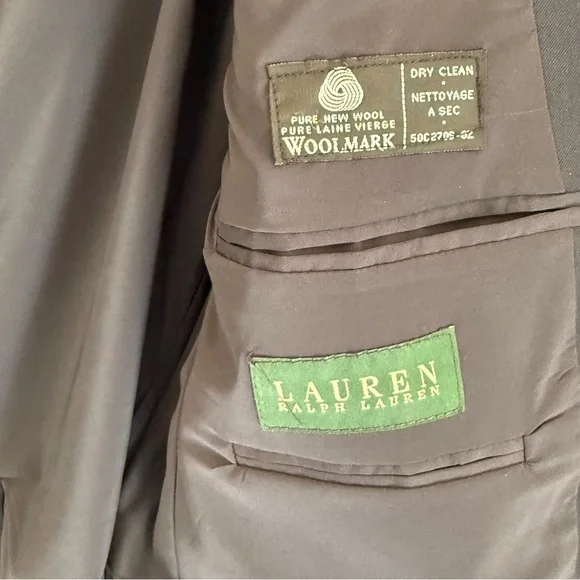 PURE NEW WOOL
PURE LAINE VIERGE
WOOLMARK
DRY CLEAN
•
NETTOYAGE
A SEC
•
LAUREN
RALPH LAUREN